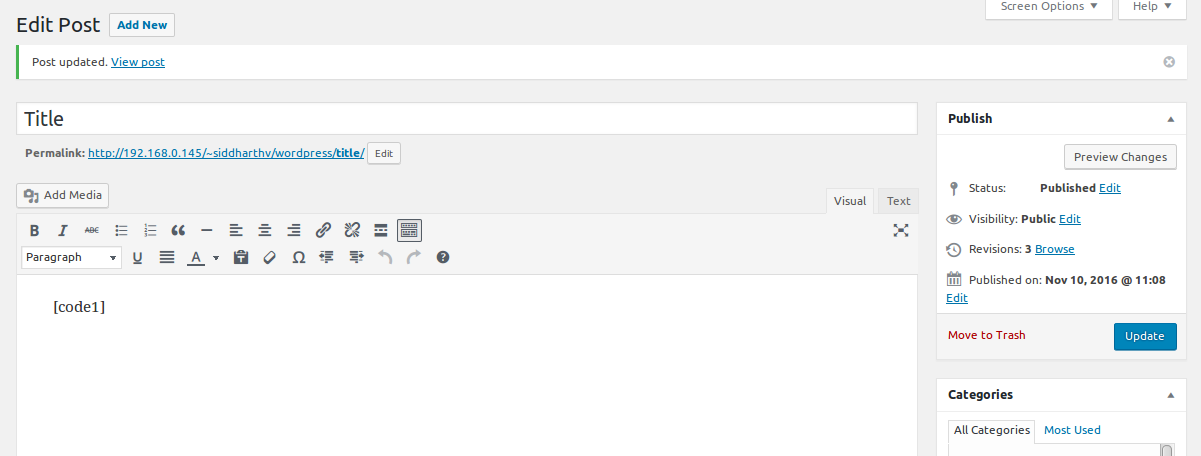 Edit Post Add New
Screen Options Help
Post updated. View post
Title
Permalink: http://192.168.0.145/~siddharthv/wordpress/title/ Edit
Add Media
Visual Text
B I ABC
Paragraph U A Ω ?
[code1]
Publish
Preview Changes
Status: Published Edit
Visibility: Public Edit
Revisions: 3 Browse
Published on: Nov 10, 2016 @ 11:08
Edit
Move to Trash Update
Categories
All Categories Most Used